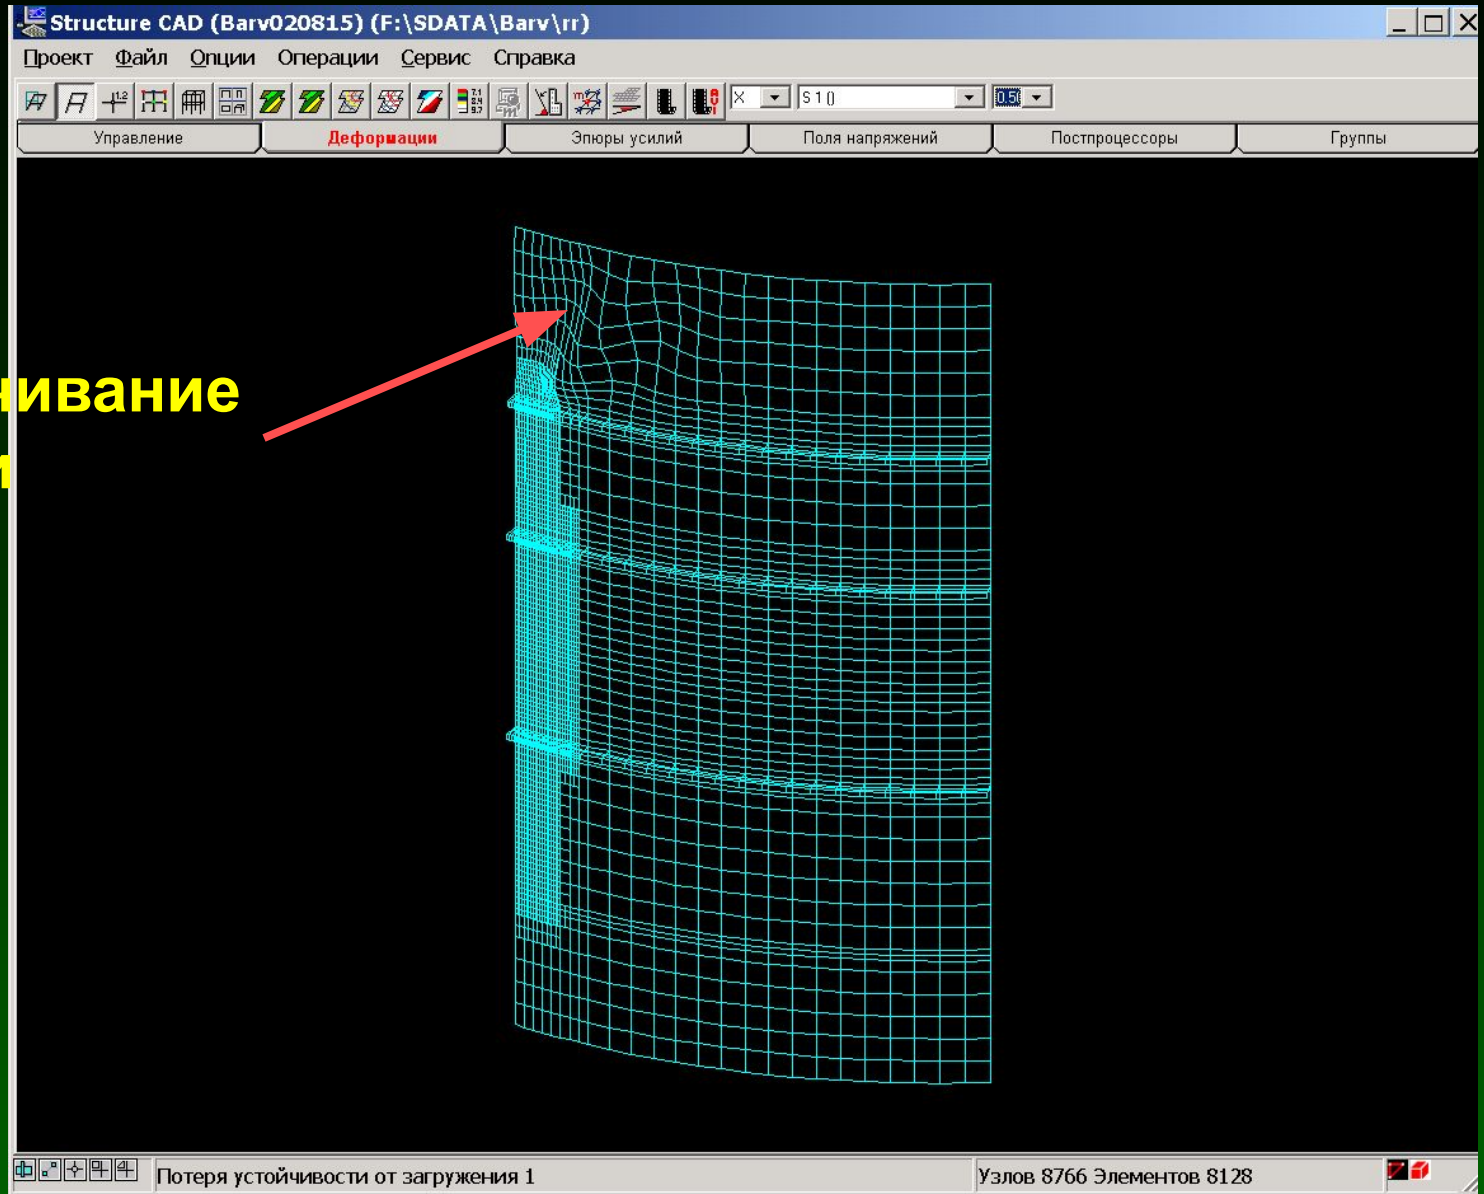 Structure CAD (Barv020815) (F:\SDATA\Barv\rr)
Проект Файл Опции Операции Сервис Справка
X S 1 ()
Управление Деформации Эпюры усилий Поля напряжений Постпроцессоры Группы
ивание
Потеря устойчивости от загружения 1 Узлов 8766 Элементов 8128